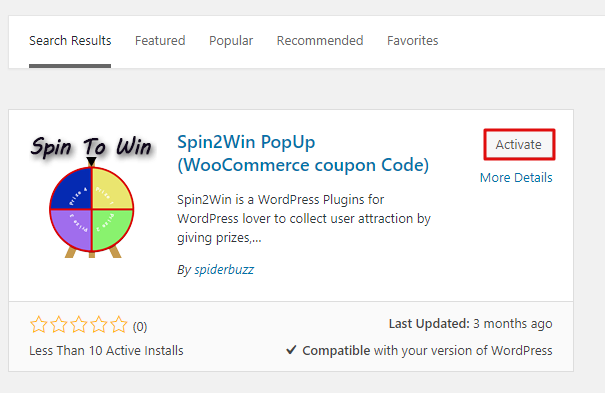 Search Results Featured Popular Recommended Favorites
Spin To Win
Spin2Win PopUp
(WooCommerce coupon Code)
Activate
More Details
Spin2Win is a WordPress Plugins for
WordPress lover to collect user attraction by
giving prizes,...
By spiderbuzz
(0)
Last Updated: 3 months ago
Less Than 10 Active Installs
Compatible with your version of WordPress